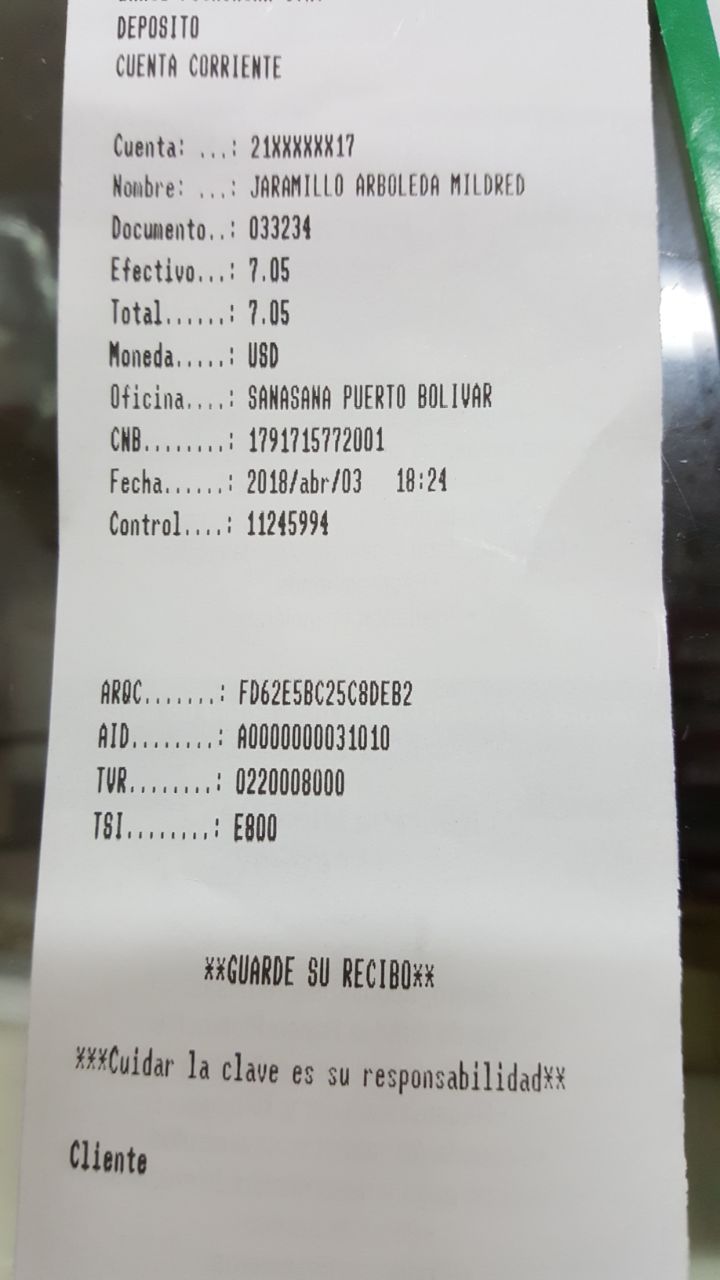 DEPOSITO
CUENTA CORRIENTE
Cuenta: ...: 21XXXXXX17
Nombre: ...: JARAMILLO ARBOLEDA MILDRED
Documento..: 033234
Efectivo...: 7.05
Total......: 7.05
Moneda.....: USD
Oficina....: SANASANA PUERTO BOLIVAR
CNB........: 1791715772001
Fecha......: 2018/abr/03 18:24
Control....: 11245994
ARQC.......: FD62E5BC25C8DEB2
AID........: A0000000031010
TVR........: 0220008000
TSI........: E800
**GUARDE SU RECIBO**
***Cuidar la clave es su responsabilidad**
Cliente